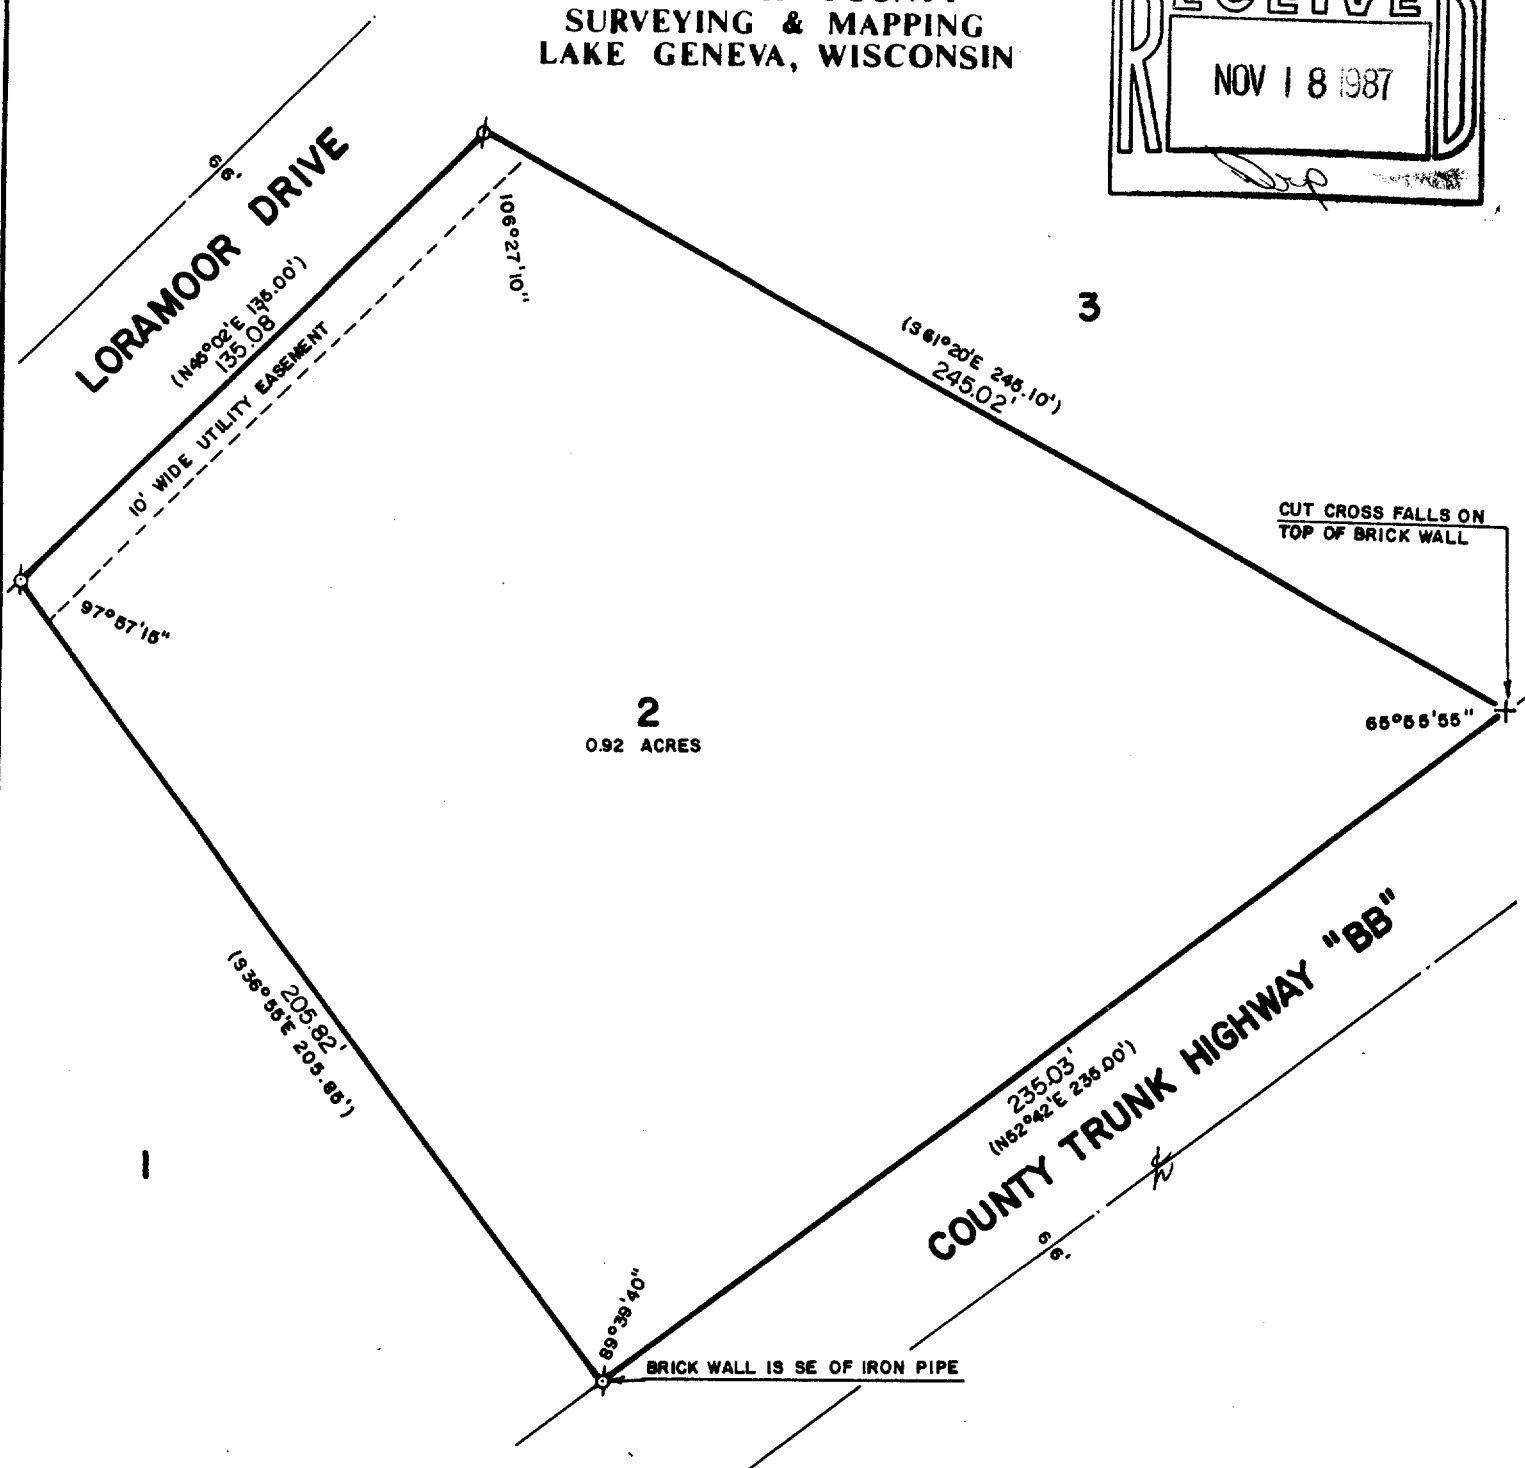 SURVEYING & MAPPING
LAKE GENEVA, WISCONSIN
RECEIVED
NOV 18 1987
66'
LORAMOOR DRIVE
(N45°02'E 135.00')
135.08'
10' WIDE UTILITY EASEMENT
106°27'10"
3
(S61°20'E 245.10')
245.02'
CUT CROSS FALLS ON
TOP OF BRICK WALL
97°57'15"
2
0.92 ACRES
65°55'55"
205.82'
(S36°55'E 205.85')
235.03'
(N52°42'E 235.00')
COUNTY TRUNK HIGHWAY "BB"
66'
1
89°39'40"
BRICK WALL IS SE OF IRON PIPE